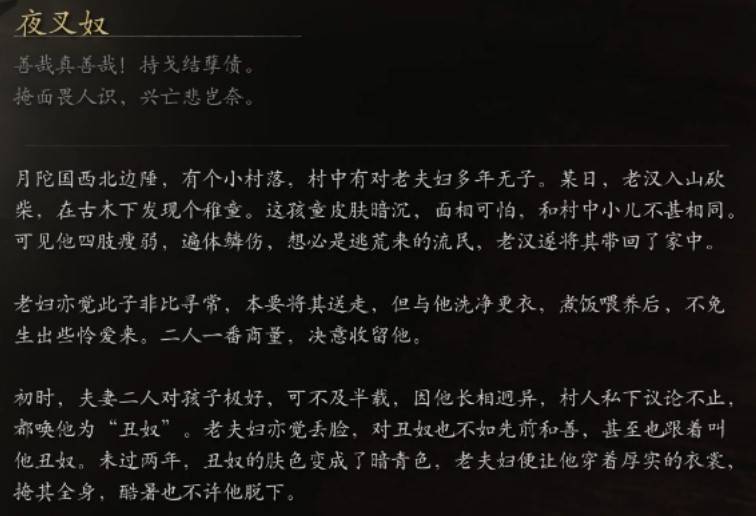 夜叉奴
善哉真善哉！持戈结孽债。
掩面畏人识，兴亡悲岂奈。
月陀国西北边陲，有个小村落，村中有对老夫妇多年无子。某日，老汉入山砍
柴，在古木下发现个稚童。这孩童皮肤暗沉，面相可怕，和村中小儿不甚相同。
可见他四肢瘦弱，遍体鳞伤，想必是逃荒来的流民，老汉遂将其带回了家中。
老妇亦觉此子非比寻常，本要将其送走，但与他洗净更衣，煮饭喂养后，不免
生出些怜爱来。二人一番商量，决意收留他。
初时，夫妻二人对孩子极好，可不及半载，因他长相迥异，村人私下议论不止，
都唤他为“丑奴”。老夫妇亦觉丢脸，对丑奴也不如先前和善，甚至也跟着叫
他丑奴。未过两年，丑奴的肤色变成了暗青色，老夫妇便让他穿着厚实的衣裳，
掩其全身，酷暑也不许他脱下。